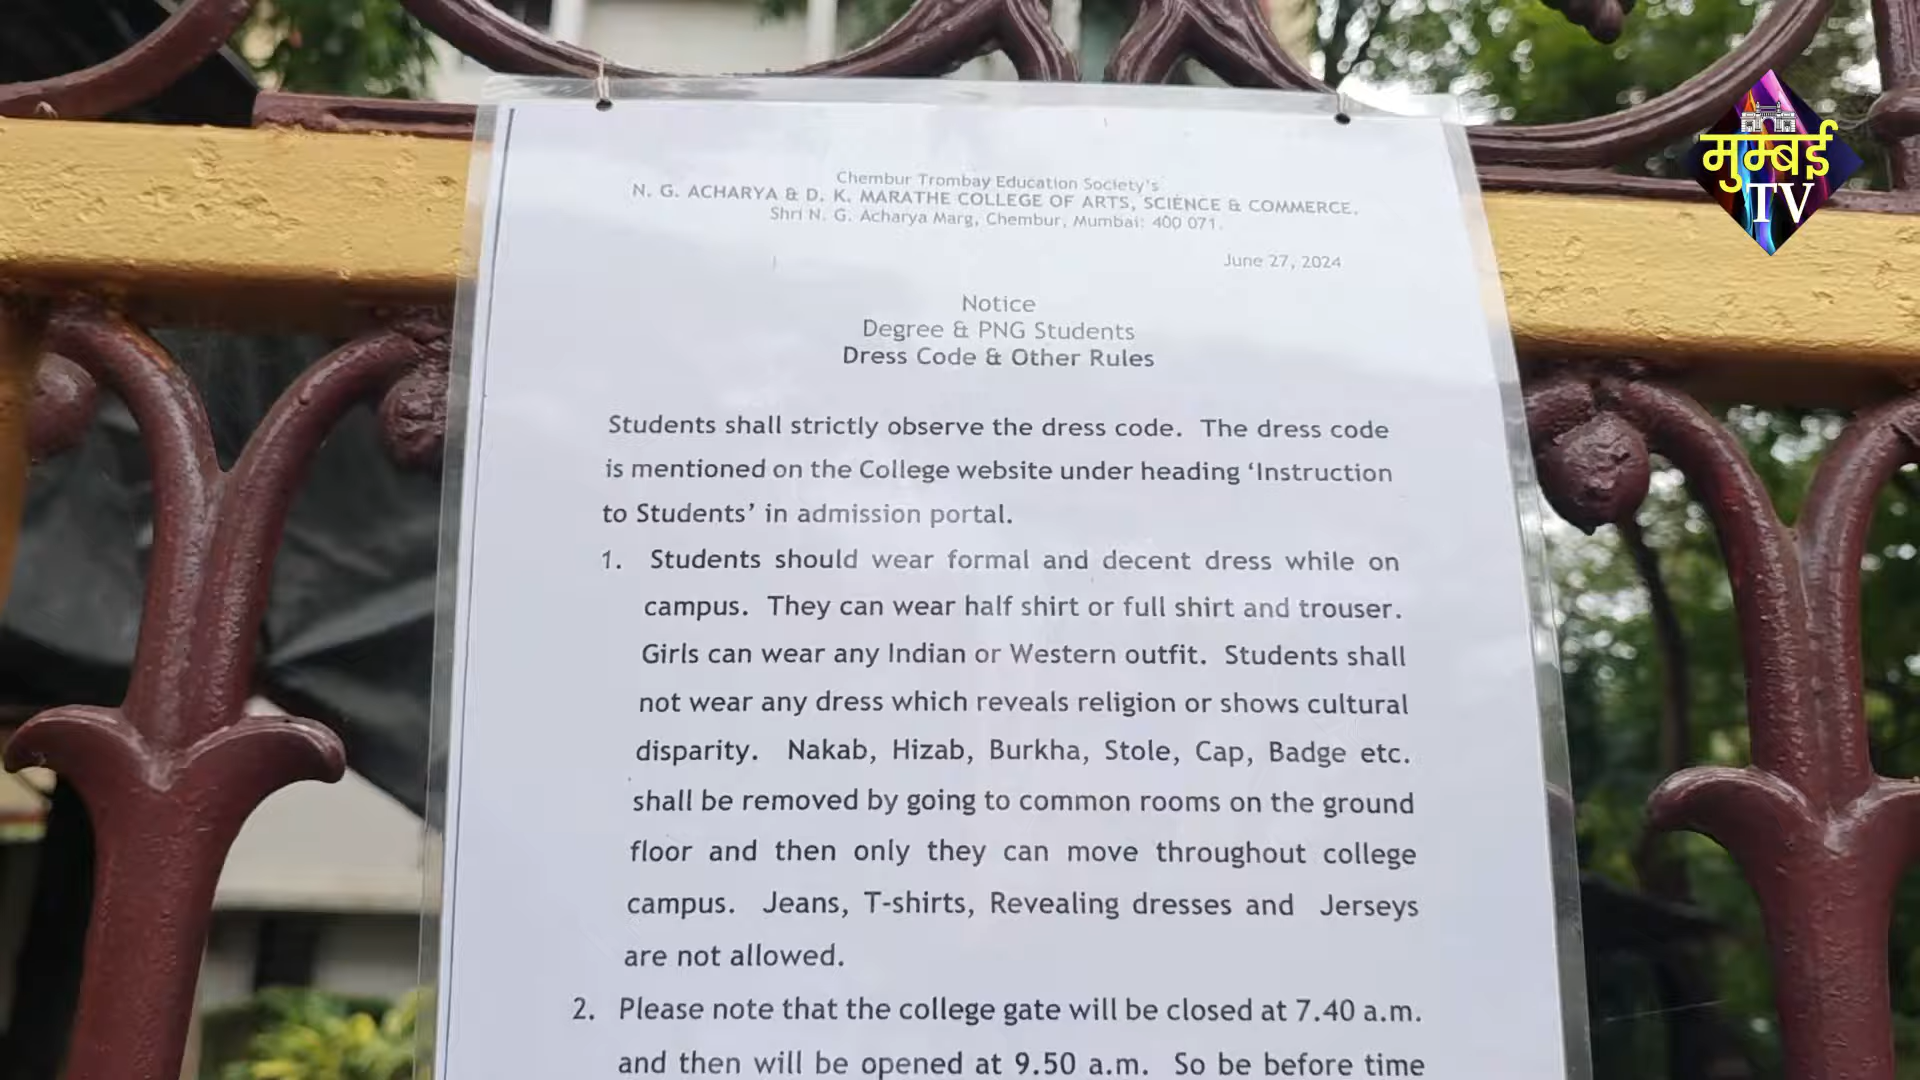 Chembur Trombay Education Society's
N. G. ACHARYA & D. K. MARATHE COLLEGE OF ARTS, SCIENCE & COMMERCE.
Shri N. G. Acharya Marg, Chembur, Mumbai: 400 071.
June 27, 2024
Notice
Degree & PNG Students
Dress Code & Other Rules
Students shall strictly observe the dress code. The dress code
is mentioned on the College website under heading ‘Instruction
to Students’ in admission portal.
1. Students should wear formal and decent dress while on
campus. They can wear half shirt or full shirt and trouser.
Girls can wear any Indian or Western outfit. Students shall
not wear any dress which reveals religion or shows cultural
disparity. Nakab, Hizab, Burkha, Stole, Cap, Badge etc.
shall be removed by going to common rooms on the ground
floor and then only they can move throughout college
campus. Jeans, T-shirts, Revealing dresses and Jerseys
are not allowed.
2. Please note that the college gate will be closed at 7.40 a.m.
and then will be opened at 9.50 a.m. So be before time
मुम्बई
TV